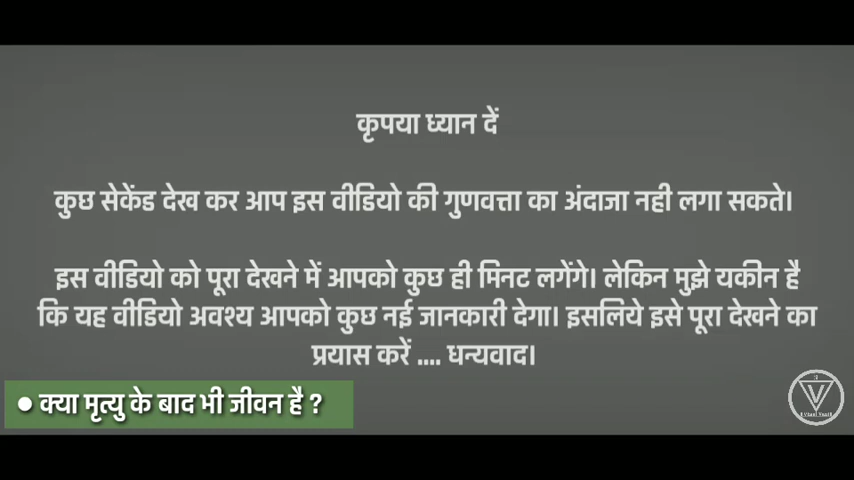 कृपया ध्यान दें
कुछ सेकेंड देख कर आप इस वीडियो की गुणवत्ता का अंदाजा नही लगा सकते।
इस वीडियो को पूरा देखने में आपको कुछ ही मिनट लगेंगे। लेकिन मुझे यकीन है
कि यह वीडियो अवश्य आपको कुछ नई जानकारी देगा। इसलिये इसे पूरा देखने का
प्रयास करें .... धन्यवाद।
● क्या मृत्यु के बाद भी जीवन है ?